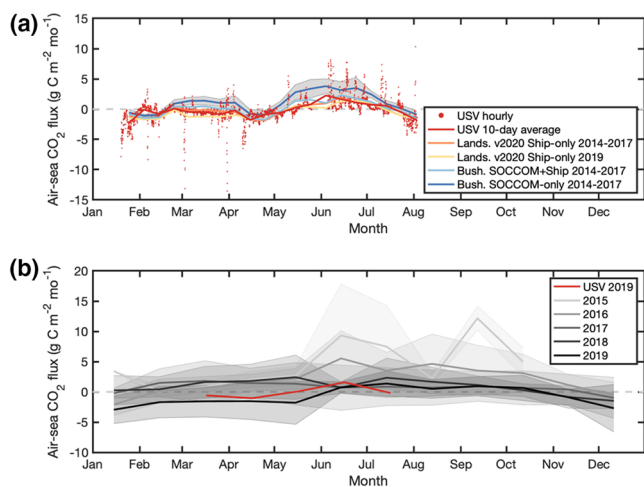 (a)
Air-sea CO2 flux (g C m-2 mo-1)
15
10
5
0
-5
-10
-15
USV hourly
USV 10-day average
Lands. v2020 Ship-only 2014-2017
Lands. v2020 Ship-only 2019
Bush. SOCCOM+Ship 2014-2017
Bush. SOCCOM-only 2014-2017
Jan Feb Mar Apr May Jun Jul Aug Sep Oct Nov Dec
Month
(b)
Air-sea CO2 flux (g C m-2 mo-1)
20
15
10
5
0
-5
-10
USV 2019
2015
2016
2017
2018
2019
Jan Feb Mar Apr May Jun Jul Aug Sep Oct Nov Dec
Month